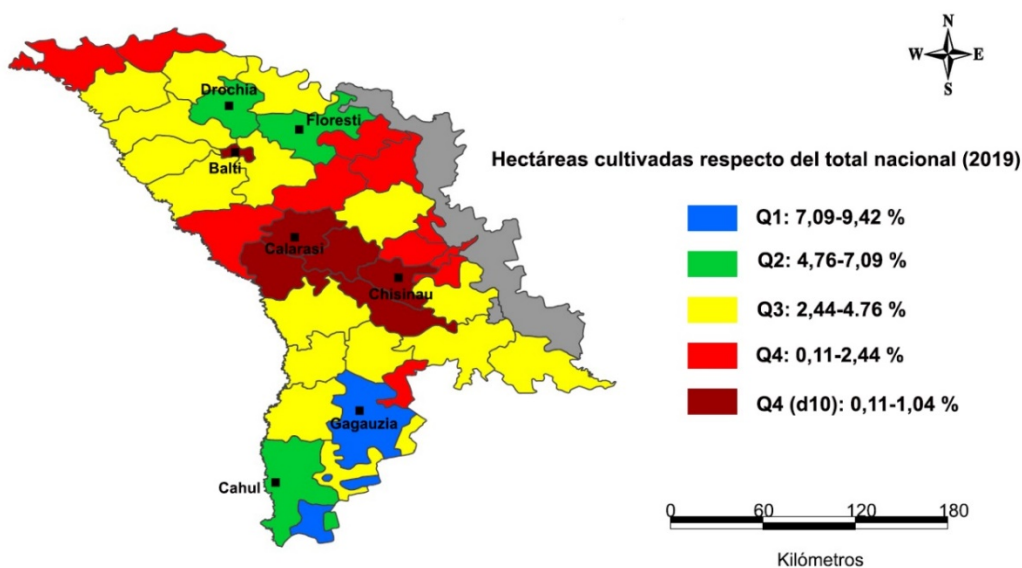 N
W E
S
Drochia
Floresti
Balti
Calarasi
Chisinau
Gagauzia
Cahul
Hectáreas cultivadas respecto del total nacional (2019)
Q1: 7,09-9,42 %
Q2: 4,76-7,09 %
Q3: 2,44-4.76 %
Q4: 0,11-2,44 %
Q4 (d10): 0,11-1,04 %
0 60 120 180
Kilómetros